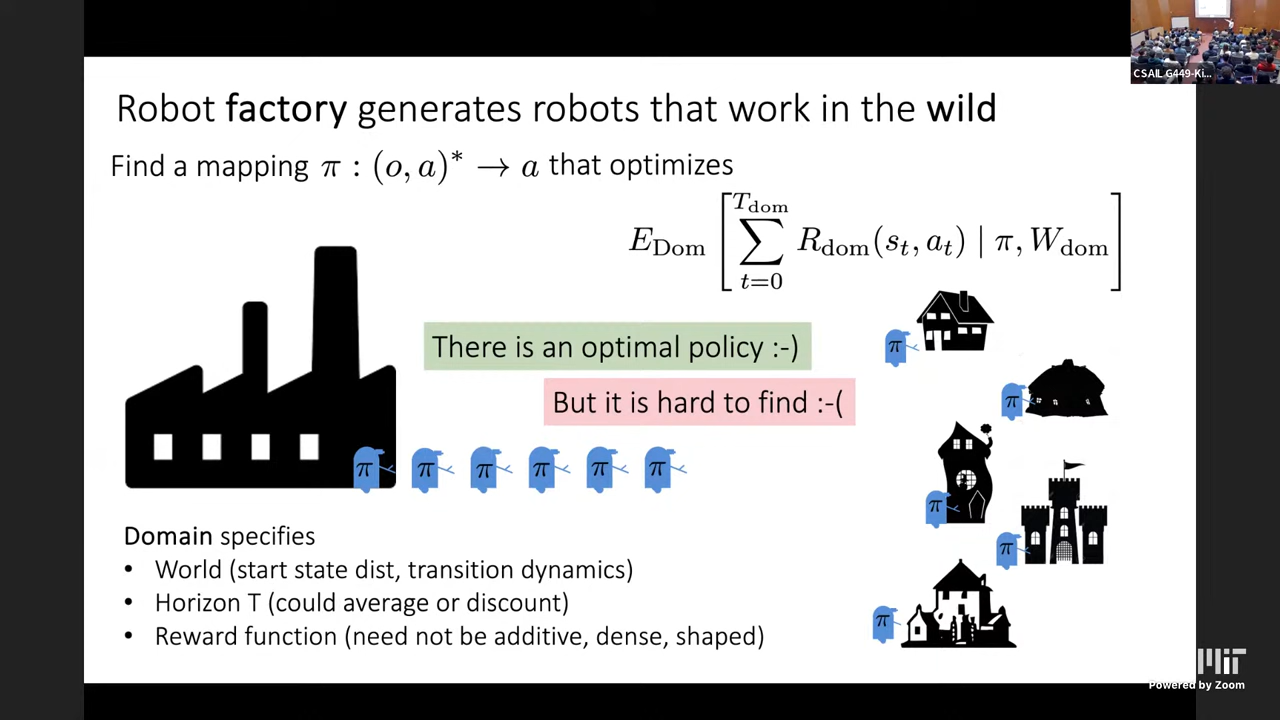 CSAIL G449-Ki...
Robot factory generates robots that work in the wild
Find a mapping π : (o, a)* → a that optimizes
E_Dom [ ∑_{t=0}^{T_dom} R_dom(s_t, a_t) | π, W_dom ]
There is an optimal policy :-)
But it is hard to find :-(
π
π
π
π
π
π
π
π
π
π
π
Domain specifies
• World (start state dist, transition dynamics)
• Horizon T (could average or discount)
• Reward function (need not be additive, dense, shaped)
MIT
Powered by Zoom